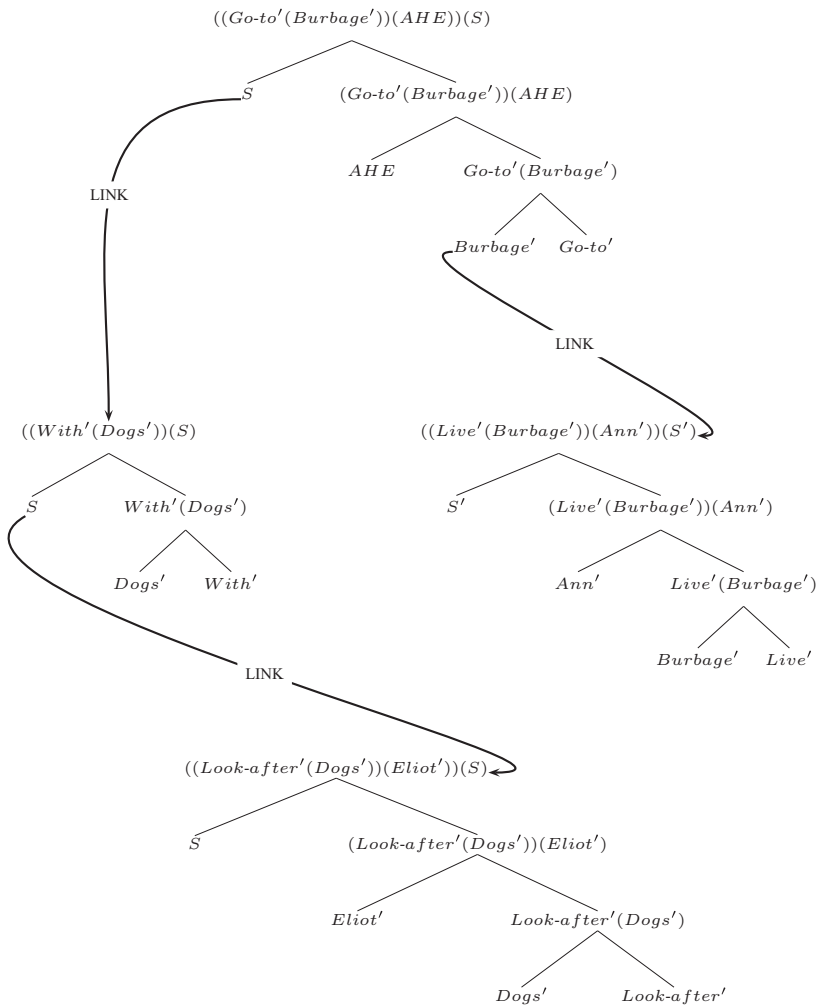 ((Go-to′(Burbage′))(AHE))(S)
S (Go-to′(Burbage′))(AHE)
AHE Go-to′(Burbage′)
LINK
Burbage′ Go-to′
LINK
((With′(Dogs′))(S) ((Live′(Burbage′))(Ann′))(S′)
S With′(Dogs′) S′ (Live′(Burbage′))(Ann′)
Dogs′ With′ Ann′ Live′(Burbage′)
Burbage′ Live′
LINK
((Look-after′(Dogs′))(Eliot′))(S)
S (Look-after′(Dogs′))(Eliot′)
Eliot′ Look-after′(Dogs′)
Dogs′ Look-after′